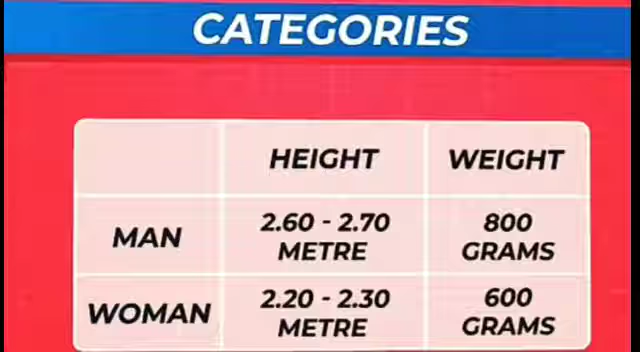 CATEGORIES
HEIGHT WEIGHT
MAN 2.60 - 2.70 METRE 800 GRAMS
WOMAN 2.20 - 2.30 METRE 600 GRAMS